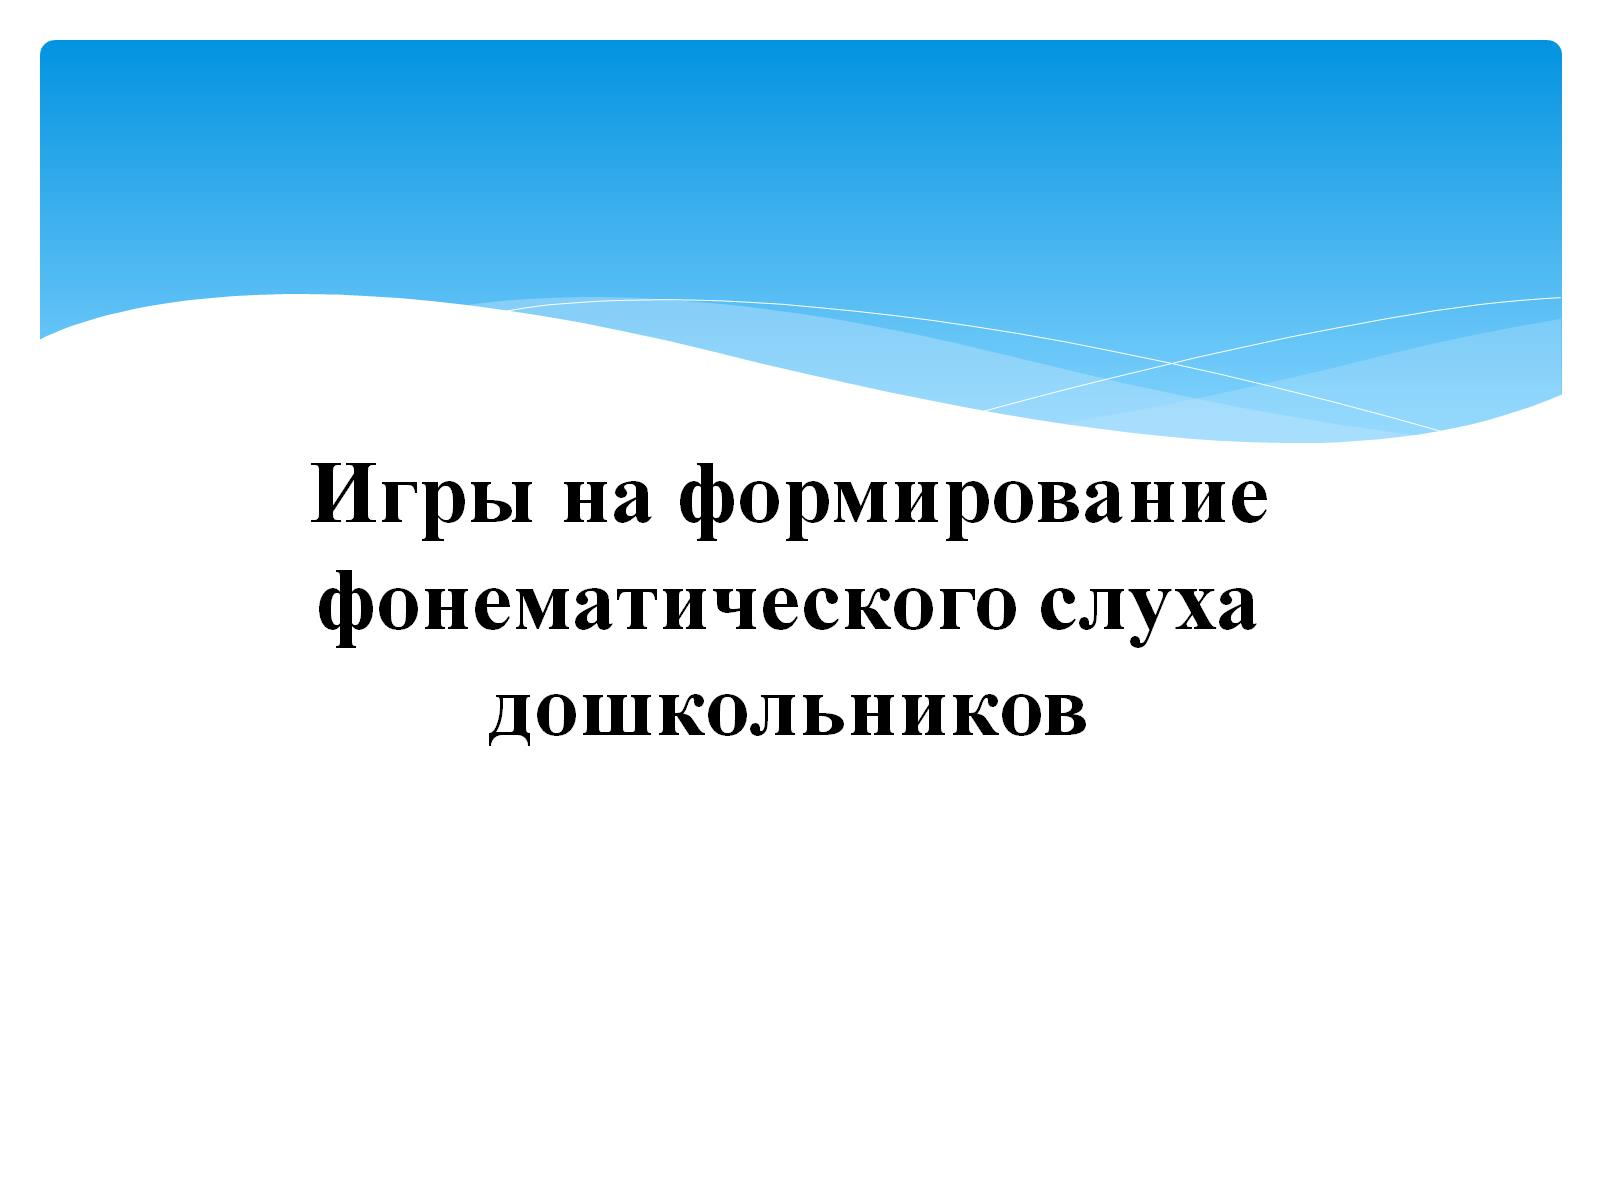 Игры на формирование
фонематического слуха
дошкольников